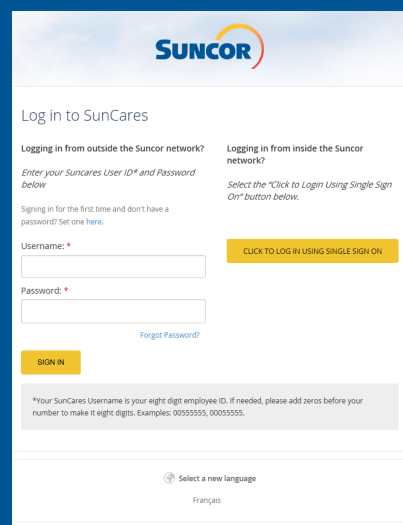 SUNCOR
Log in to SunCares
Logging in from outside the Suncor network?
Enter your Suncares User ID* and Password
below
Signing in for the first time and don't have a
password? Set one here.
Username: *
Password: *
Forgot Password?
SIGN IN
Logging in from inside the Suncor
network?
Select the "Click to Login Using Single Sign
On" button below.
CLICK TO LOG IN USING SINGLE SIGN ON
*Your SunCares Username is your eight digit employee ID. If needed, please add zeros before your
number to make it eight digits. Examples: 00555555, 00055555.
Select a new language
Français